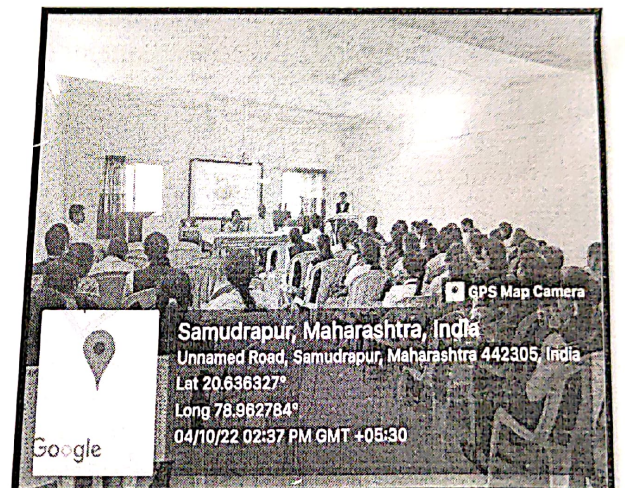 GPS Map Camera
Samudrapur, Maharashtra, India
Unnamed Road, Samudrapur, Maharashtra 442305, India
Lat 20.636327°
Long 78.962784°
04/10/22 02:37 PM GMT +05:30
Google